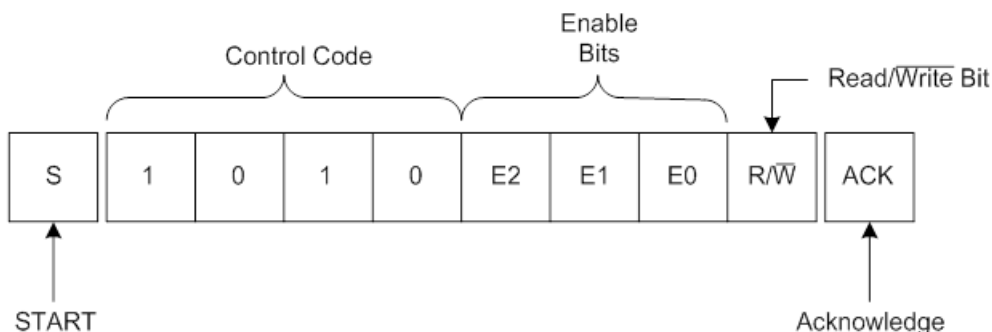 Enable
Bits
Control Code
Read/Write Bit
S 1 0 1 0 E2 E1 E0 R/W ACK
START
Acknowledge